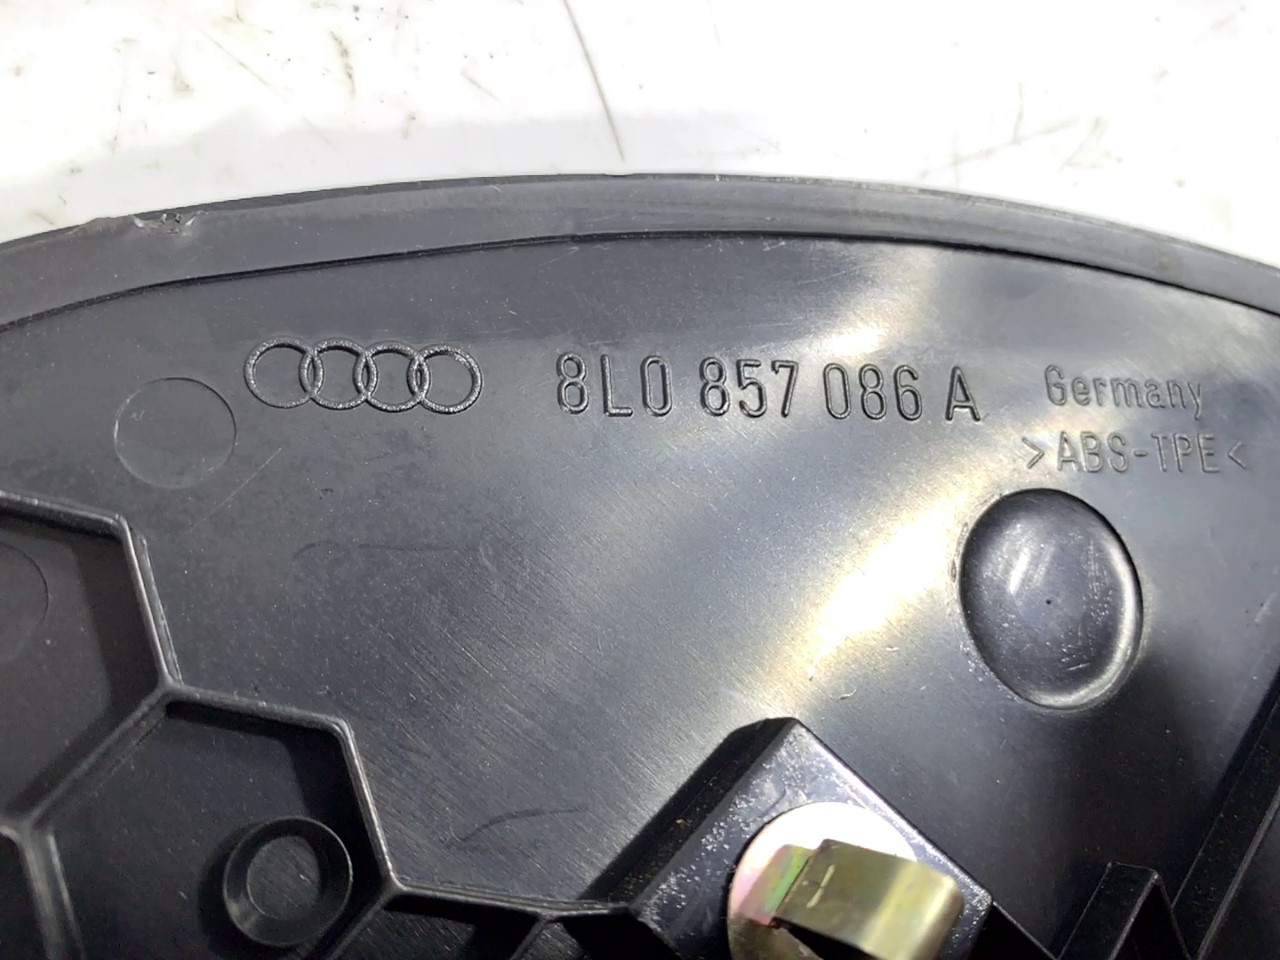 8L0 857 086 A
Germany
>ABS-TPE<